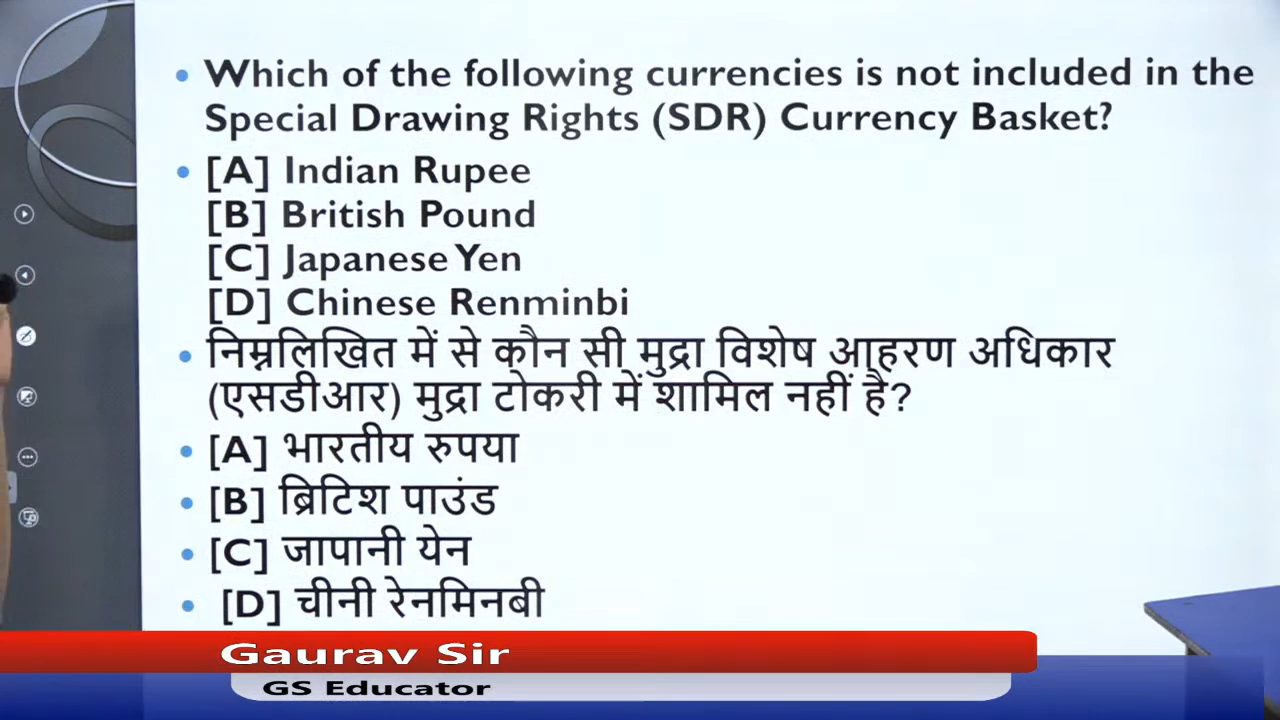 Which of the following currencies is not included in the
Special Drawing Rights (SDR) Currency Basket?
[A] Indian Rupee
[B] British Pound
[C] Japanese Yen
[D] Chinese Renminbi
निम्नलिखित में से कौन सी मुद्रा विशेष आहरण अधिकार
(एसडीआर) मुद्रा टोकरी में शामिल नहीं है?
[A] भारतीय रुपया
[B] ब्रिटिश पाउंड
[C] जापानी येन
[D] चीनी रेनमिनबी
Gaurav Sir
GS Educator